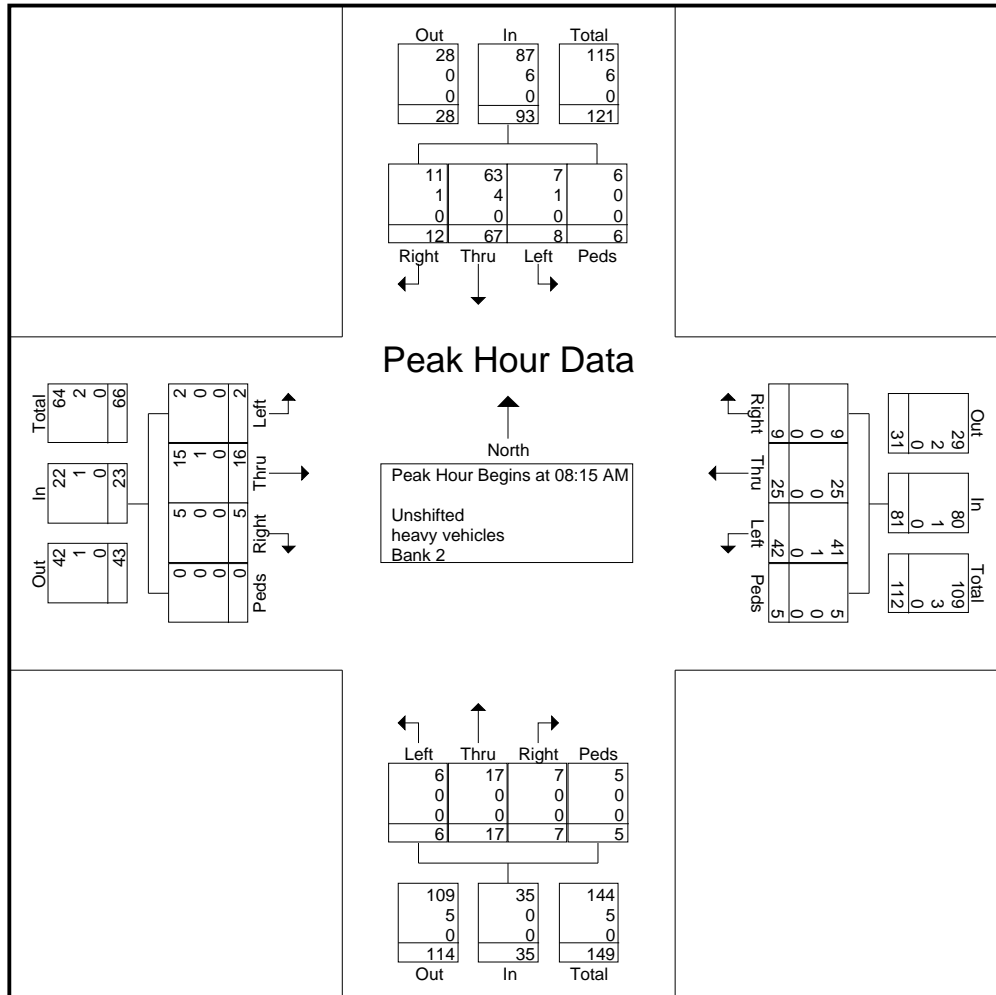 Out In Total
28 87 115
0 6 6
0 0 0
28 93 121
11 63 7 6
1 4 1 0
0 0 0 0
12 67 8 6
Right Thru Left Peds
Peak Hour Data
North
Peak Hour Begins at 08:15 AM
Unshifted
heavy vehicles
Bank 2
Total
64 2 0 66
In
22 1 0 23
Out
42 1 0 43
2 0 0 2
Left
15 1 0 16
Thru
5 0 0 5
Right
0 0 0 0
Peds
Right
9 0 0 9
Thru
25 0 0 25
Left
41 1 0 42
Peds
5 0 0 5
Out
29 2 0 31
In
80 1 0 81
Total
109 3 0 112
Left Thru Right Peds
6 17 7 5
0 0 0 0
0 0 0 0
6 17 7 5
109 35 144
5 0 5
0 0 0
114 35 149
Out In Total